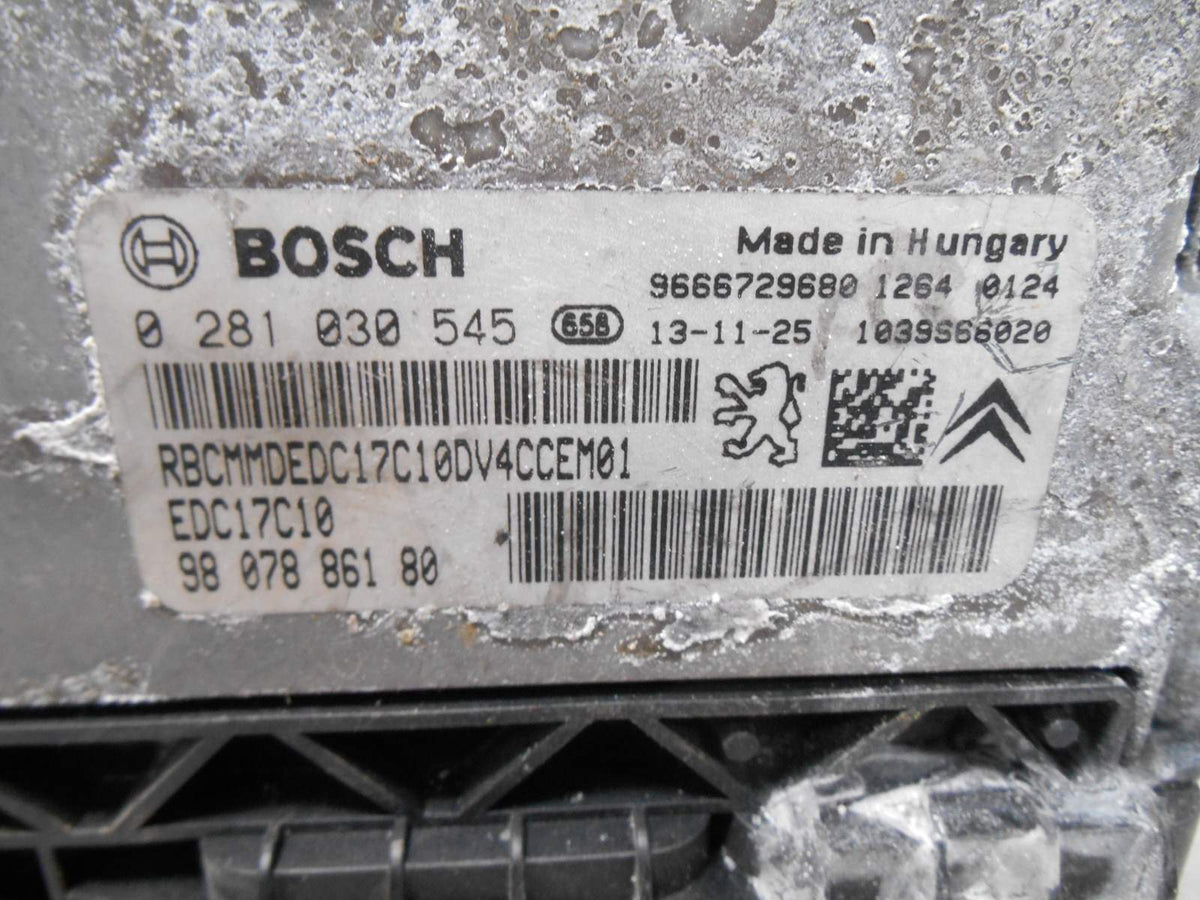 BOSCH
Made in Hungary
9666729680 1264 0124
0 281 030 545 658 13-11-25 1039S66020
RBCMMDEDC17C10DV4CCEM01
EDC17C10
98 078 861 80